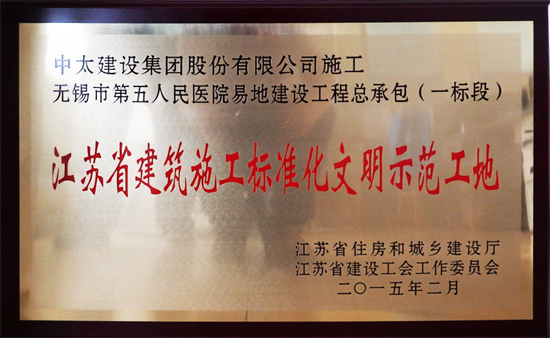 中太建设集团股份有限公司施工
无锡市第五人民医院易地建设工程总承包（一标段）
江苏省建筑施工标准化文明示范工地
江苏省住房和城乡建设厅
江苏省建设工会工作委员会
二〇一五年二月